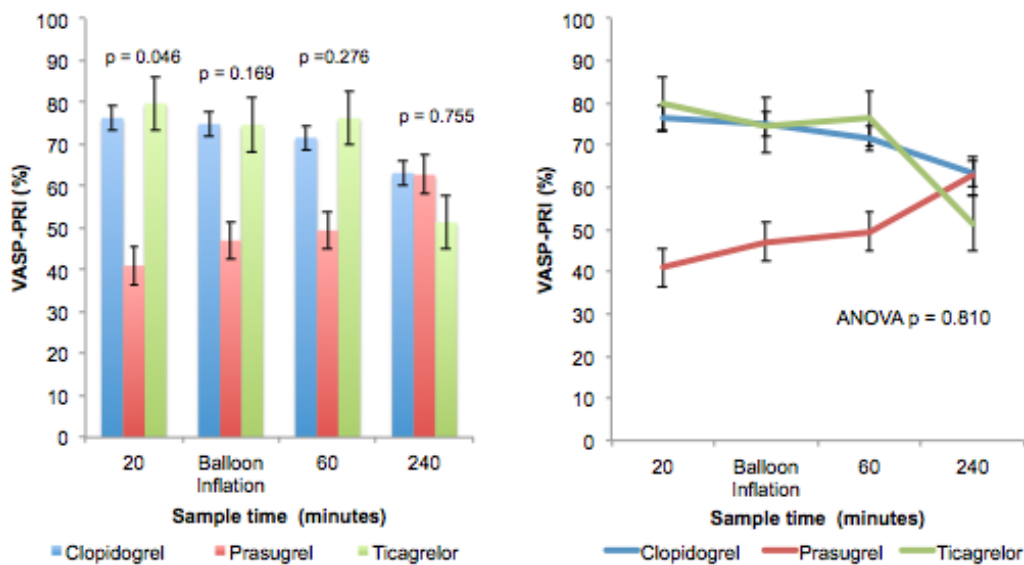 100
90
80
70
60
50
40
30
20
10
0
VASP-PRI (%)
p = 0.046
p = 0.169
p =0.276
p = 0.755
20
Balloon
Inflation
60
240
Sample time (minutes)
Clopidogrel
Prasugrel
Ticagrelor
100
90
80
70
60
50
40
30
20
10
0
VASP-PRI (%)
ANOVA p = 0.810
20
Balloon
Inflation
60
240
Sample time (minutes)
Clopidogrel
Prasugrel
Ticagrelor